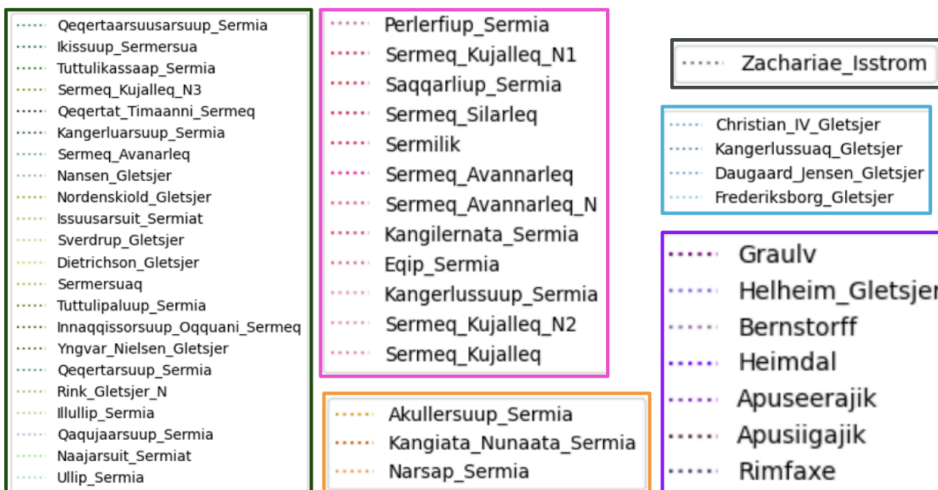 Qeqertaarsuusarsuup_Sermia
Ikissuup_Sermersua
Tuttulikassaap_Sermia
Sermeq_Kujalleq_N3
Qeqertat_Timaanni_Sermeq
Kangerluarsuup_Sermia
Sermeq_Avanarleq
Nansen_Gletsjer
Nordenskiold_Gletsjer
Issuusarsuit_Sermiat
Sverdrup_Gletsjer
Dietrichson_Gletsjer
Sermersuaq
Tuttulipaluup_Sermia
Innaqqissorsuup_Oqquani_Sermeq
Yngvar_Nielsen_Gletsjer
Qeqertarsuup_Sermia
Rink_Gletsjer_N
Illullip_Sermia
Qaqujaarsuup_Sermia
Naajarsuit_Sermiat
Ullip_Sermia
Perlerfiup_Sermia
Sermeq_Kujalleq_N1
Saqqarliup_Sermia
Sermeq_Silarleq
Sermilik
Sermeq_Avannarleq
Sermeq_Avannarleq_N
Kangilernata_Sermia
Eqip_Sermia
Kangerlussuup_Sermia
Sermeq_Kujalleq_N2
Sermeq_Kujalleq
Akullersuup_Sermia
Kangiata_Nunaata_Sermia
Narsap_Sermia
Zachariae_Isstrom
Christian_IV_Gletsjer
Kangerlussuaq_Gletsjer
Daugaard_Jensen_Gletsjer
Frederiksborg_Gletsjer
Graulv
Helheim_Gletsjer
Bernstorff
Heimdal
Apuseerajik
Apusiigajik
Rimfaxe